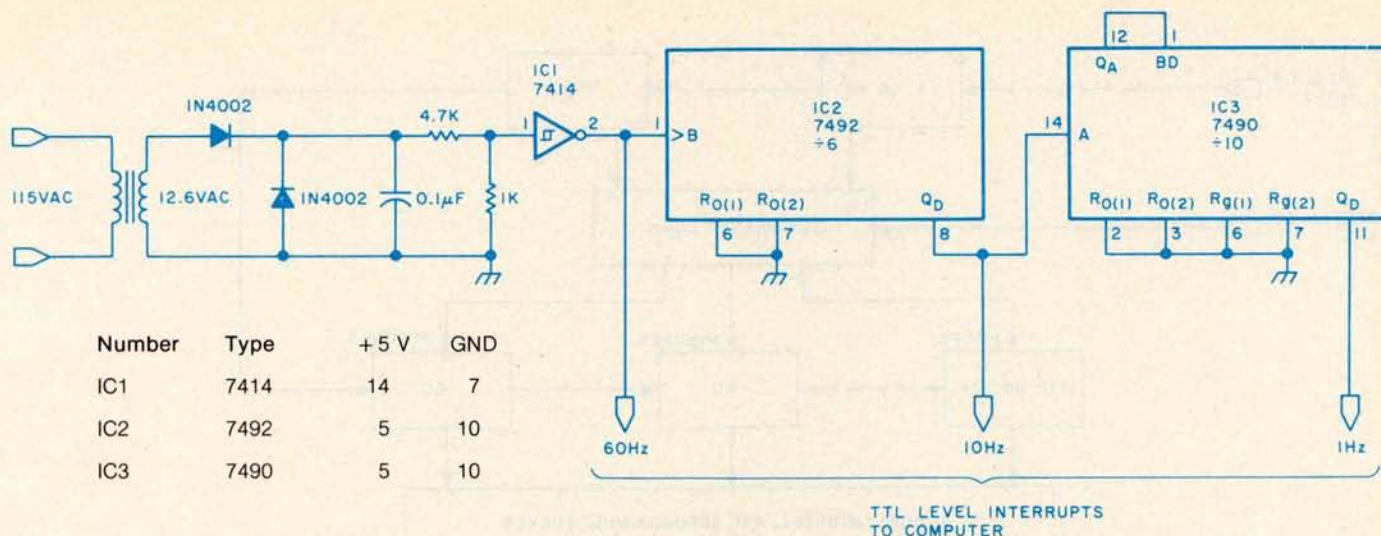 115VAC
12.6VAC
1N4002
1N4002
0.1μF
4.7K
1K
IC1
7414
1
2
1
>B
IC2
7492
÷6
RO(1)
RO(2)
QD
6
7
8
12
1
QA
BD
14
A
IC3
7490
÷10
RO(1)
RO(2)
Rg(1)
Rg(2)
QD
2
3
6
7
11
60Hz
10Hz
1Hz
TTL LEVEL INTERRUPTS
TO COMPUTER
Number Type +5 V GND
IC1 7414 14 7
IC2 7492 5 10
IC3 7490 5 10